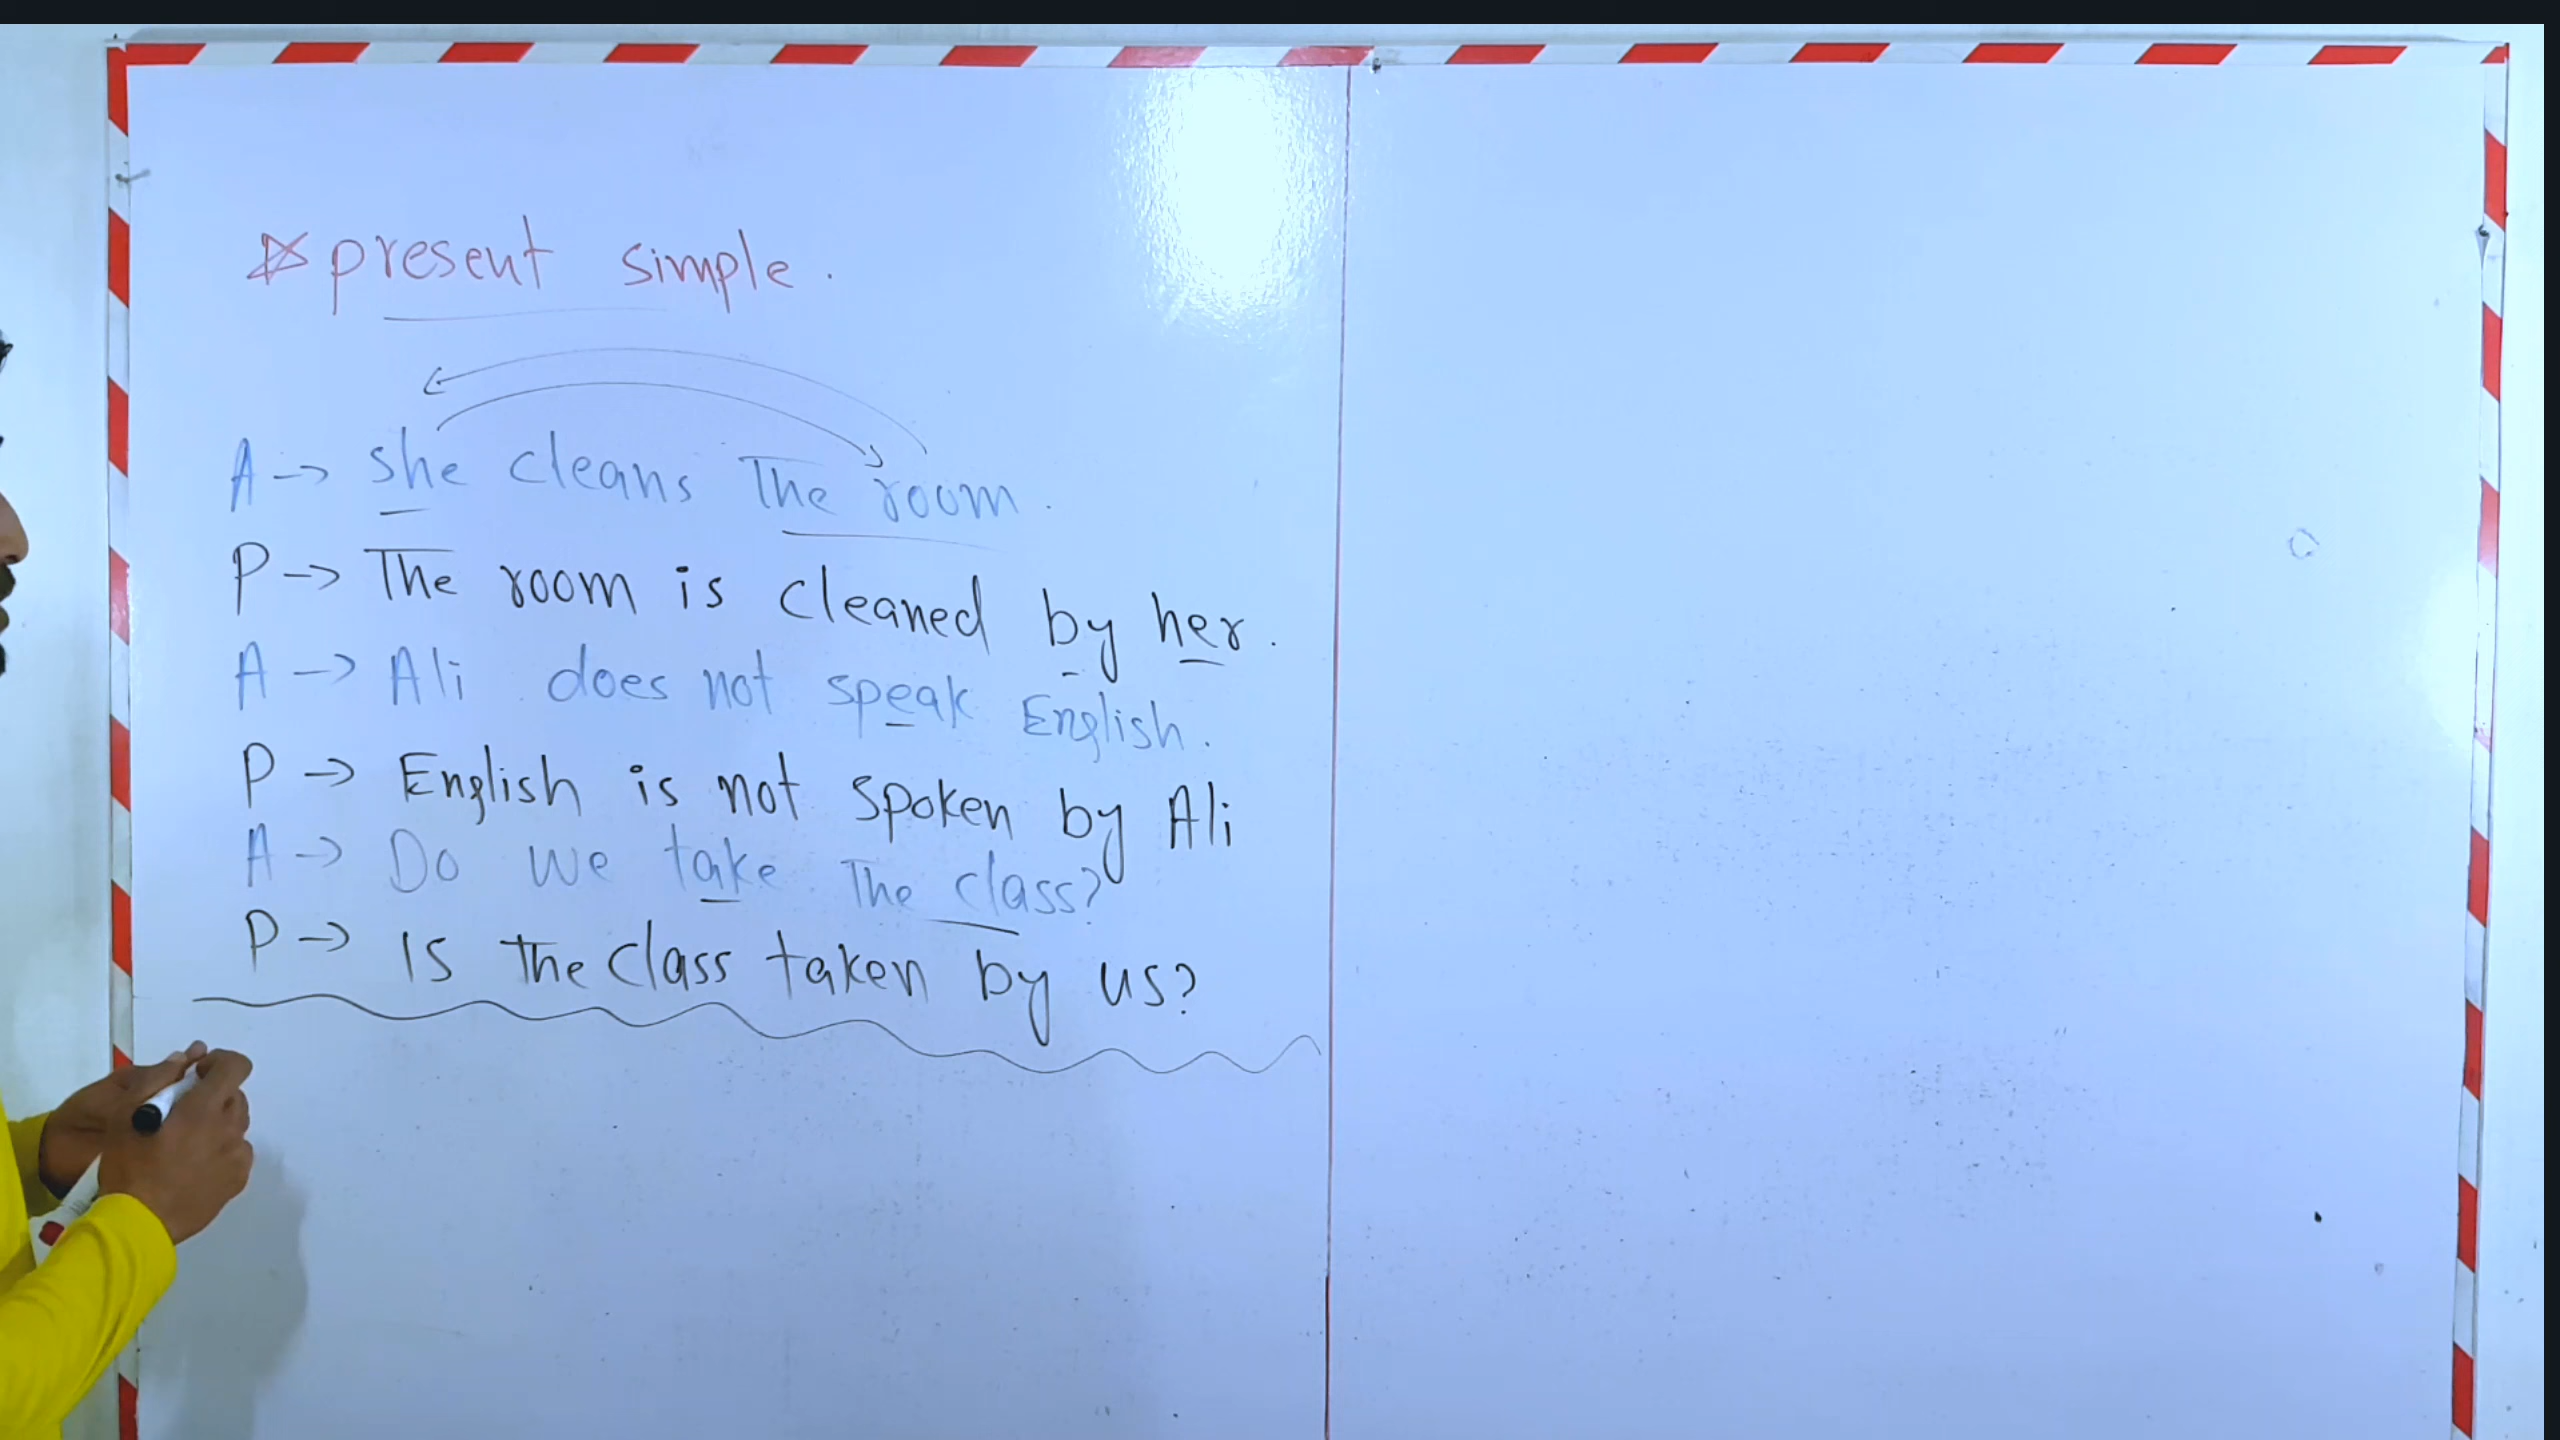 ☆ present simple.
A → she cleans The room.
P → The room is cleaned by her.
A → Ali does not speak English.
P → English is not spoken by Ali
A → Do we take The class?
P → Is the class taken by us?